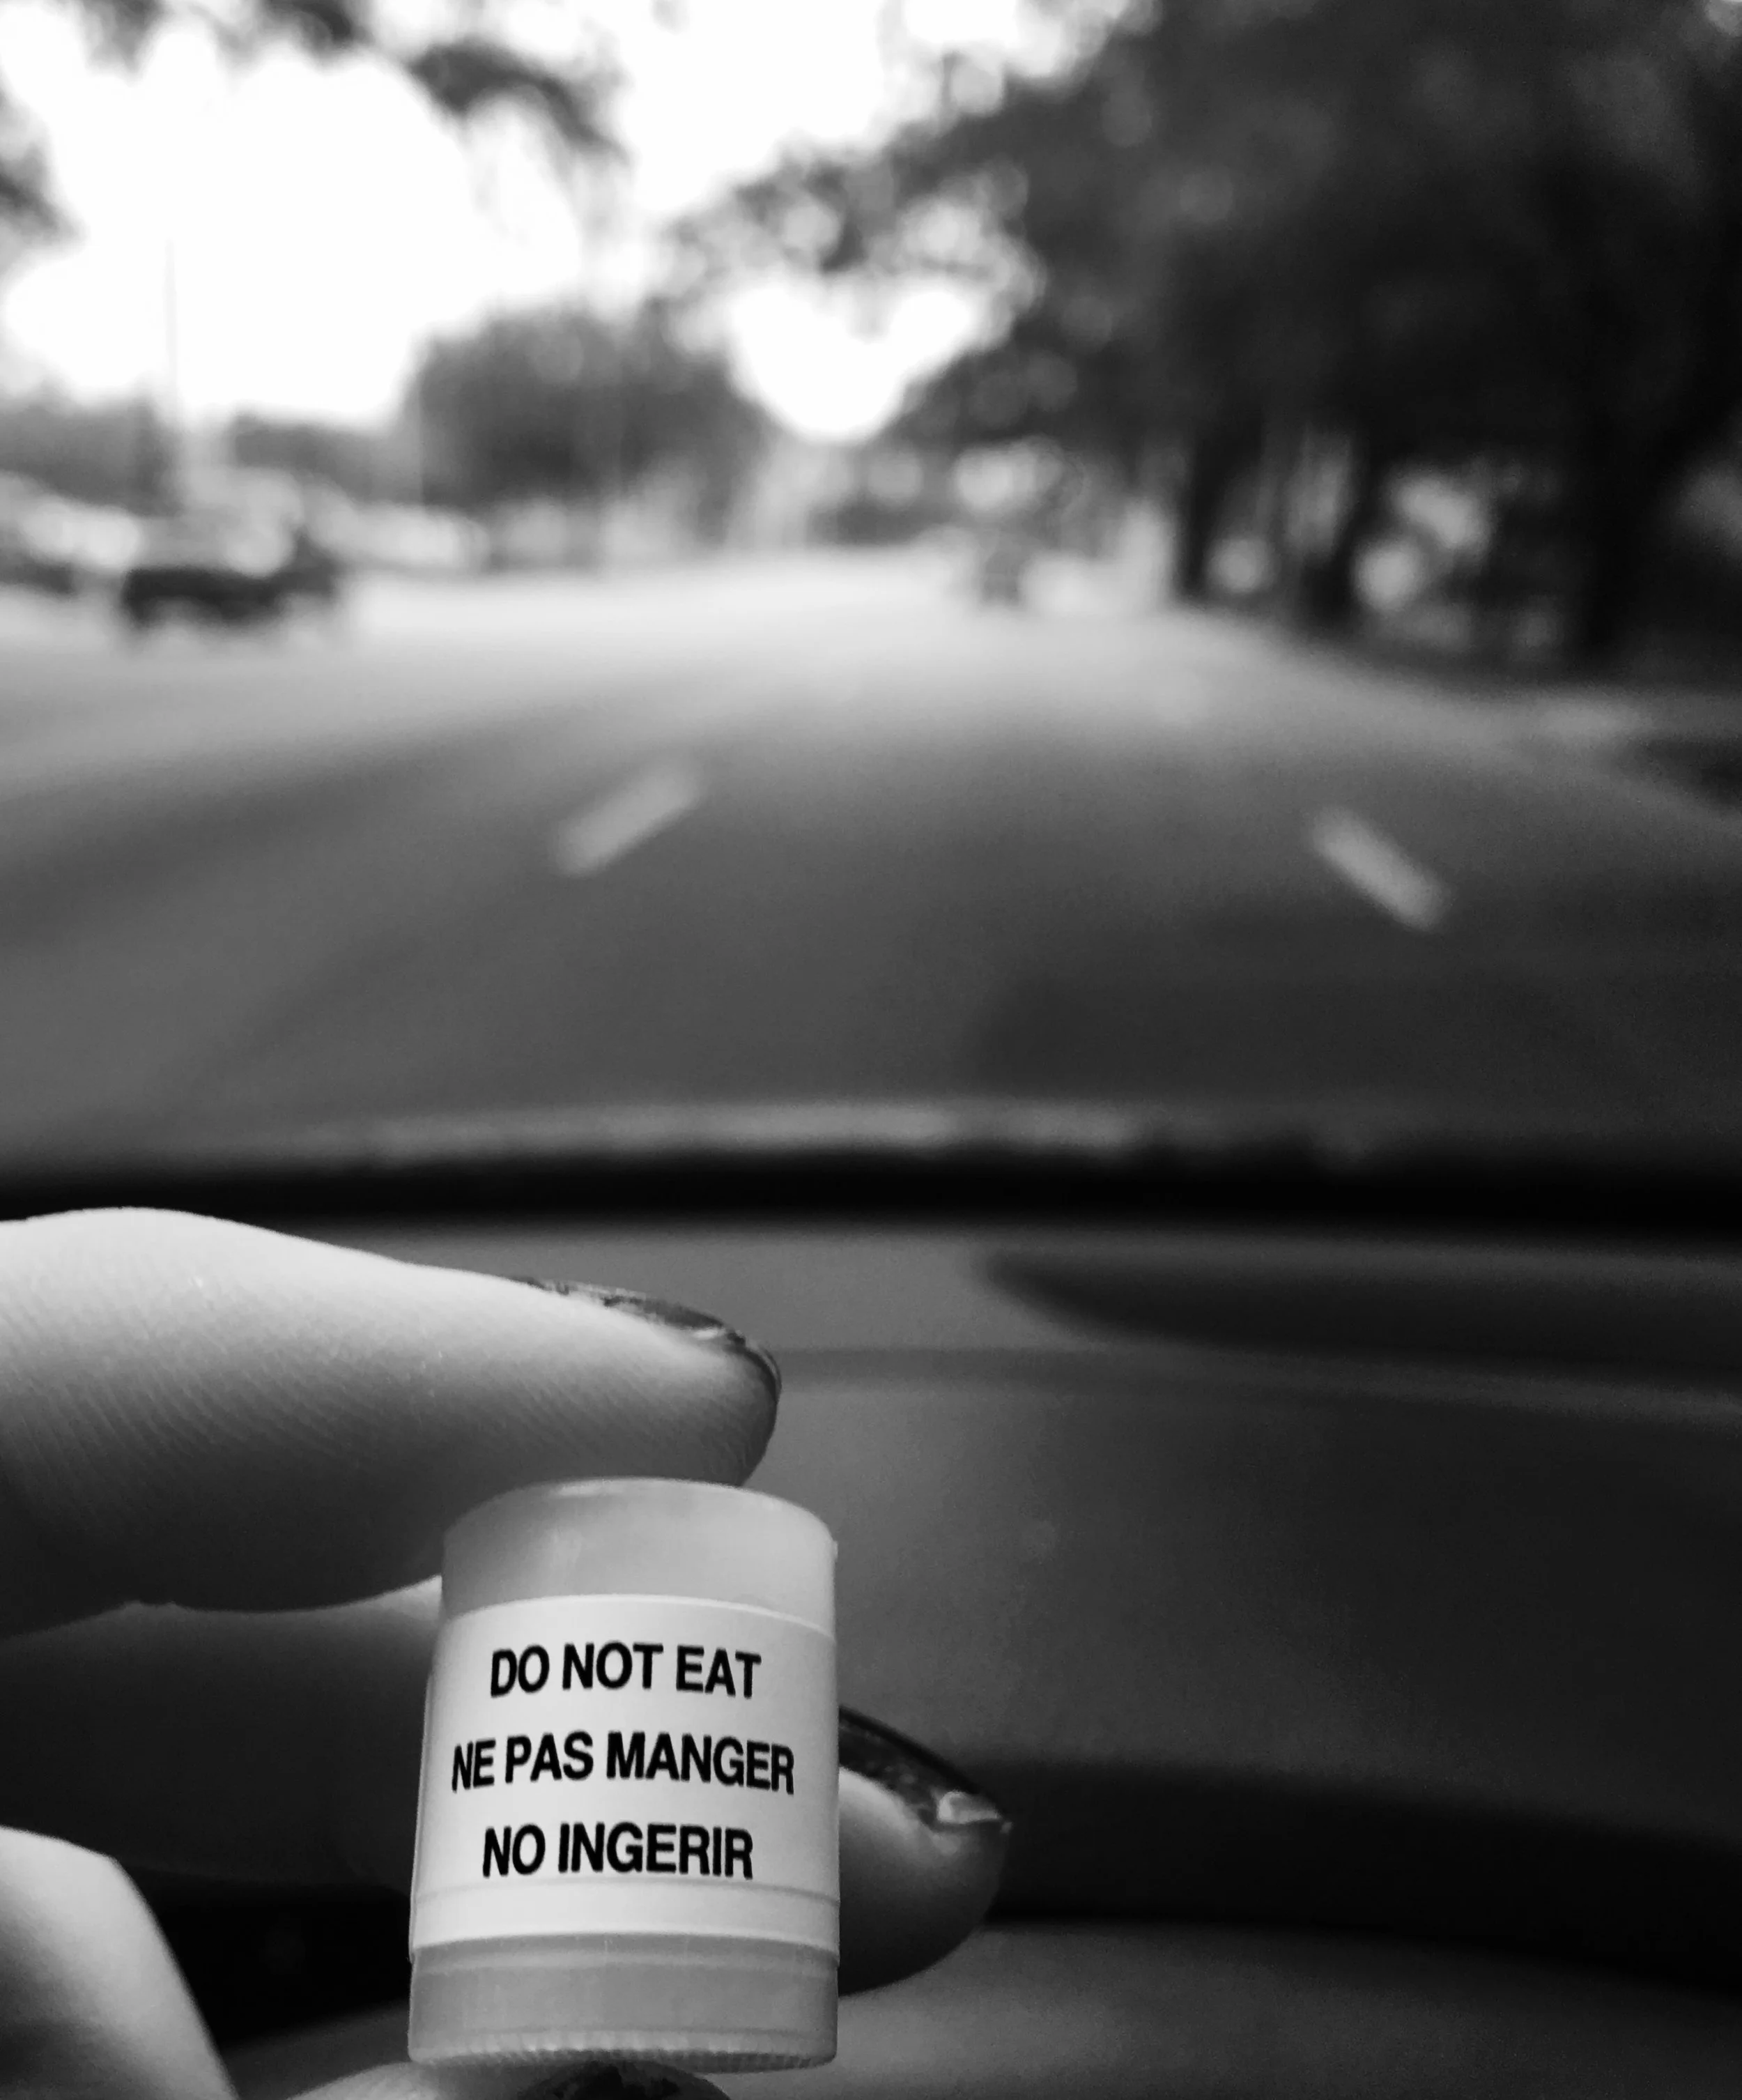 DO NOT EAT
NE PAS MANGER
NO INGERIR